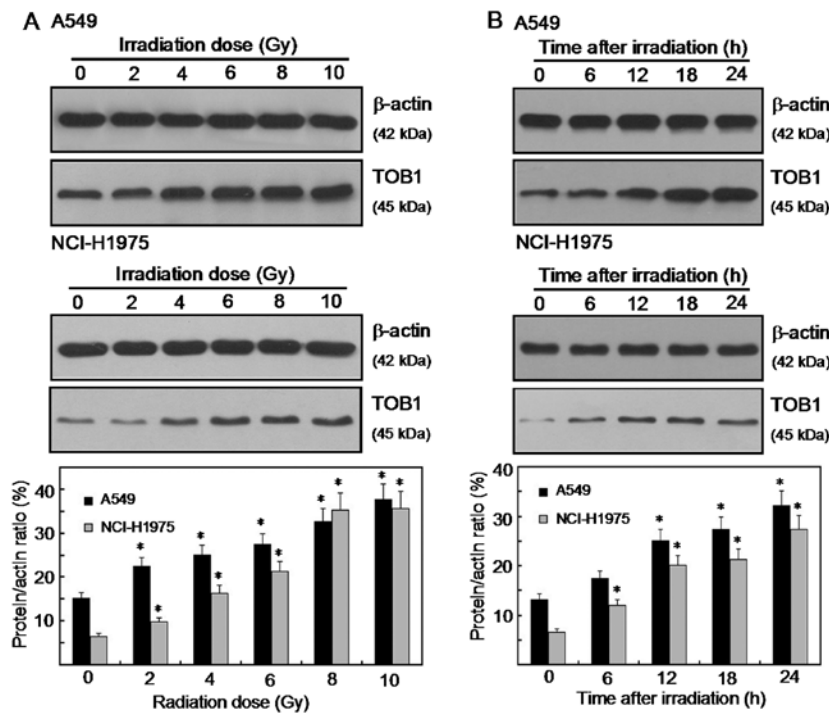 A A549
Irradiation dose (Gy)
0 2 4 6 8 10
β-actin
(42 kDa)
TOB1
(45 kDa)
NCI-H1975
Irradiation dose (Gy)
0 2 4 6 8 10
β-actin
(42 kDa)
TOB1
(45 kDa)
Protein/actin ratio (%)
40
30
20
10
A549
NCI-H1975
* * * * * * * * * *
0 2 4 6 8 10
Radiation dose (Gy)
B A549
Time after irradiation (h)
0 6 12 18 24
β-actin
(42 kDa)
TOB1
(45 kDa)
NCI-H1975
Time after irradiation (h)
0 6 12 18 24
β-actin
(42 kDa)
TOB1
(45 kDa)
Protein/actin ratio (%)
40
30
20
10
A549
NCI-H1975
* * * * * * *
0 6 12 18 24
Time after irradiation (h)